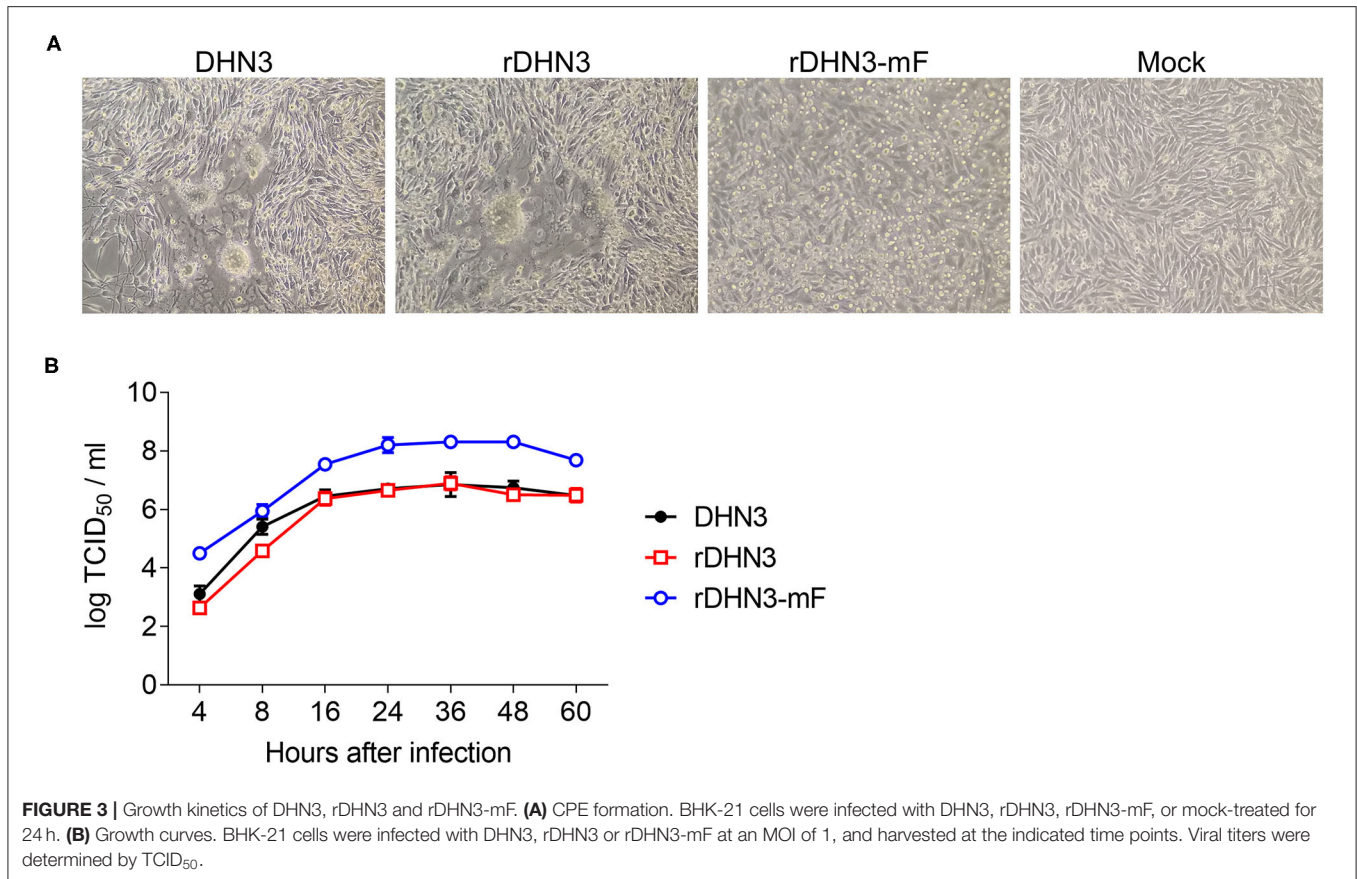 A
DHN3 rDHN3 rDHN3-mF Mock
B
10
8
6
4
2
0
log TCID50 / ml
4 8 16 24 36 48 60
Hours after infection
DHN3
rDHN3
rDHN3-mF
FIGURE 3 | Growth kinetics of DHN3, rDHN3 and rDHN3-mF. (A) CPE formation. BHK-21 cells were infected with DHN3, rDHN3, rDHN3-mF, or mock-treated for
24 h. (B) Growth curves. BHK-21 cells were infected with DHN3, rDHN3 or rDHN3-mF at an MOI of 1, and harvested at the indicated time points. Viral titers were
determined by TCID50.